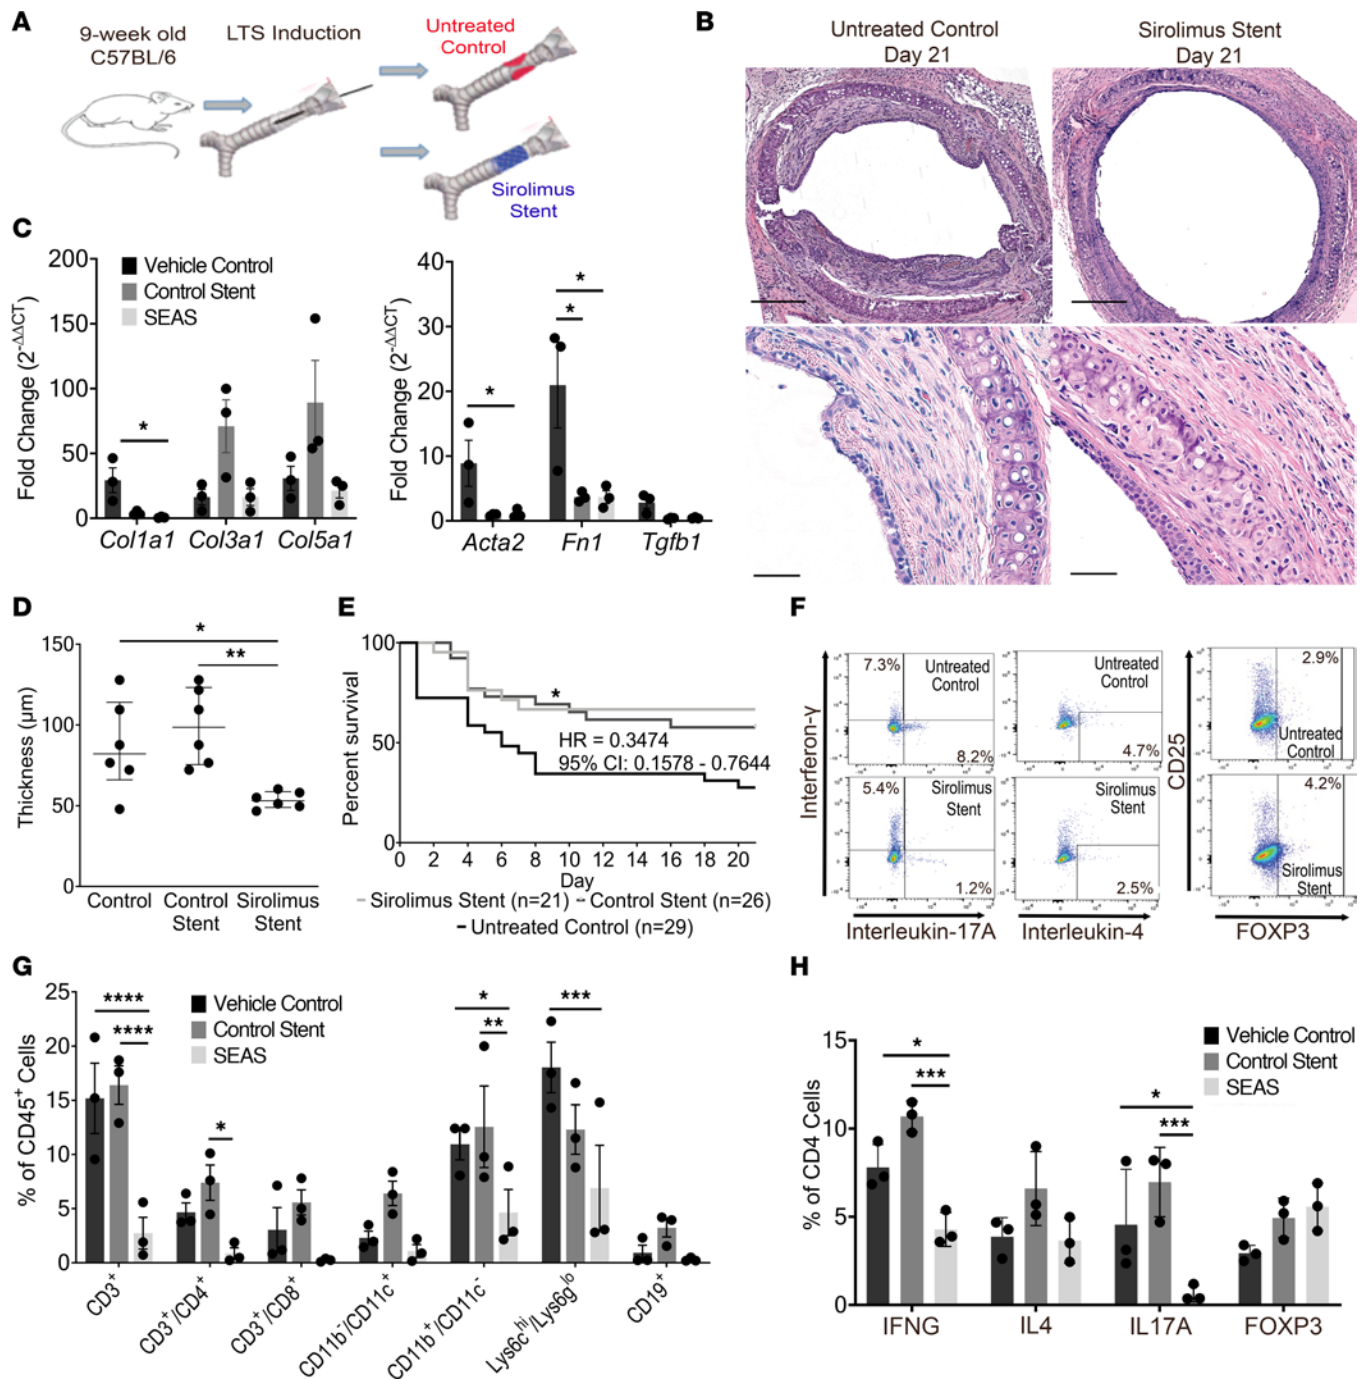 A
9-week old
C57BL/6
LTS Induction
Untreated
Control
Sirolimus
Stent
B
Untreated Control
Day 21
Sirolimus Stent
Day 21
C
Fold Change (2-ΔΔCT)
200
150
100
50
0
Vehicle Control
Control Stent
SEAS
*
Col1a1 Col3a1 Col5a1
Fold Change (2-ΔΔCT)
40
30
20
10
0
*
*
*
Acta2 Fn1 Tgfb1
D
Thickness (µm)
150
100
50
0
*
**
Control
Control
Stent
Sirolimus
Stent
E
Percent survival
100
50
0
*
HR = 0.3474
95% CI: 0.1578 - 0.7644
0 2 4 6 8 10 12 14 16 18 20
Day
Sirolimus Stent (n=21) Control Stent (n=26)
Untreated Control (n=29)
F
Interferon-γ
7.3%
Untreated
Control
8.2%
Untreated
Control
4.7%
5.4%
Sirolimus
Stent
1.2%
Sirolimus
Stent
2.5%
Interleukin-17A
Interleukin-4
CD25
2.9%
Untreated
Control
4.2%
Sirolimus
Stent
FOXP3
G
% of CD45+ Cells
25
20
15
10
5
0
Vehicle Control
Control Stent
SEAS
****
****
*
*
**
***
CD3+
CD3+/CD4+
CD3+/CD8+
CD11b-/CD11c+
CD11b+/CD11c-
Lys6chi/Lys6glo
CD19+
H
% of CD4 Cells
15
10
5
0
Vehicle Control
Control Stent
SEAS
*
***
*
***
IFNG IL4 IL17A FOXP3